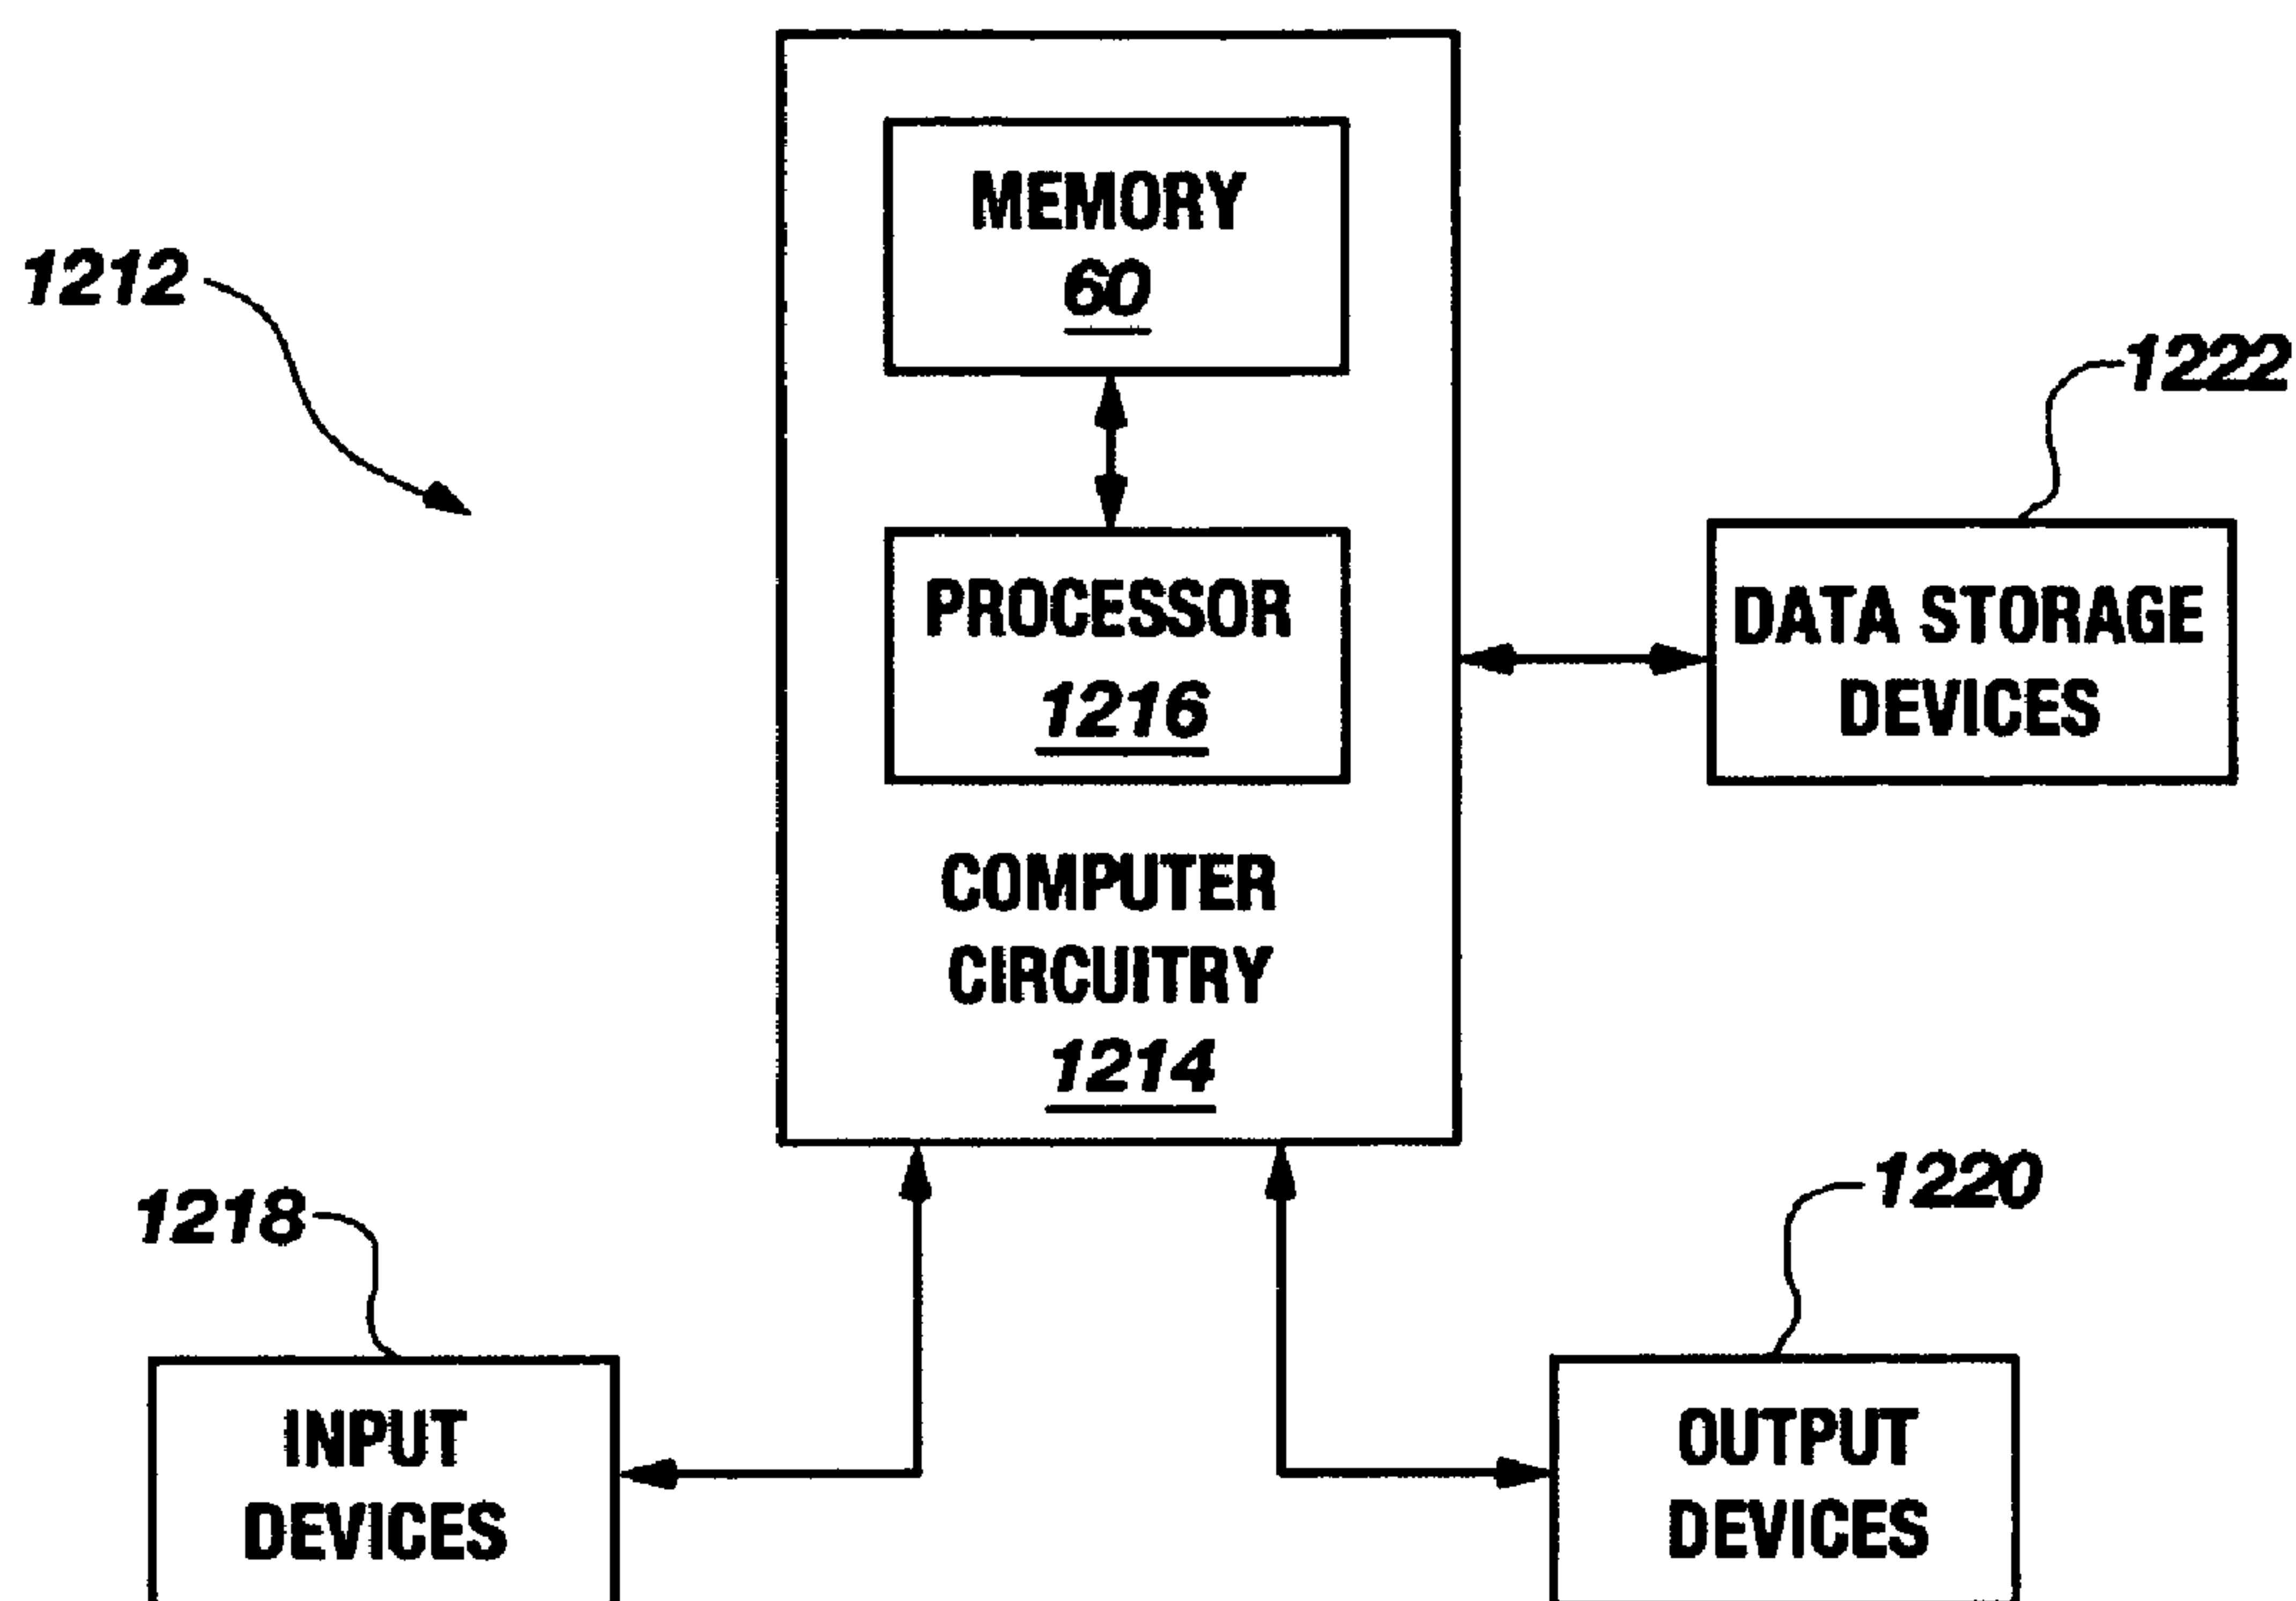 MEMORY
60
1212
1222
PROCESSOR
1216
DATA STORAGE
DEVICES
COMPUTER
CIRCUITRY
1214
1218
1220
INPUT
DEVICES
OUTPUT
DEVICES